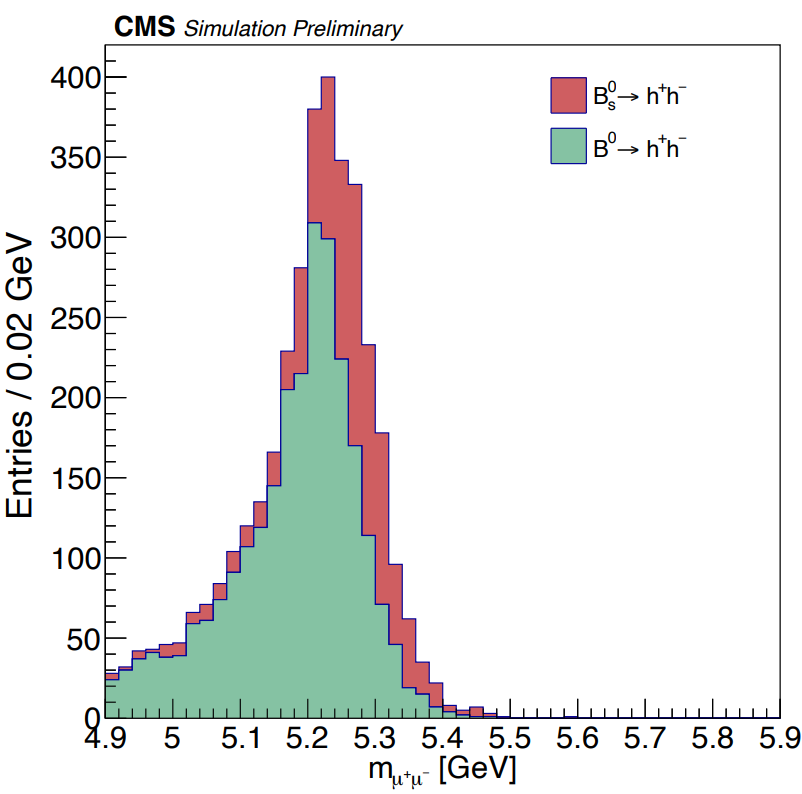 CMS Simulation Preliminary
B⁰ₛ→ h⁺h⁻
B⁰→ h⁺h⁻
Entries / 0.02 GeV
400
350
300
250
200
150
100
50
0
4.9 5 5.1 5.2 5.3 5.4 5.5 5.6 5.7 5.8 5.9
m_μ⁺μ⁻ [GeV]